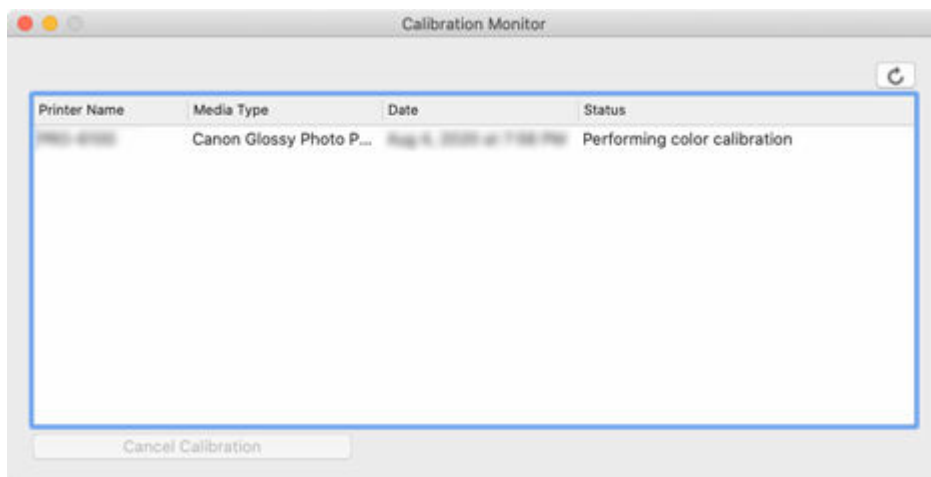 Calibration Monitor
Printer Name Media Type Date Status
Canon Glossy Photo P... Performing color calibration
Cancel Calibration